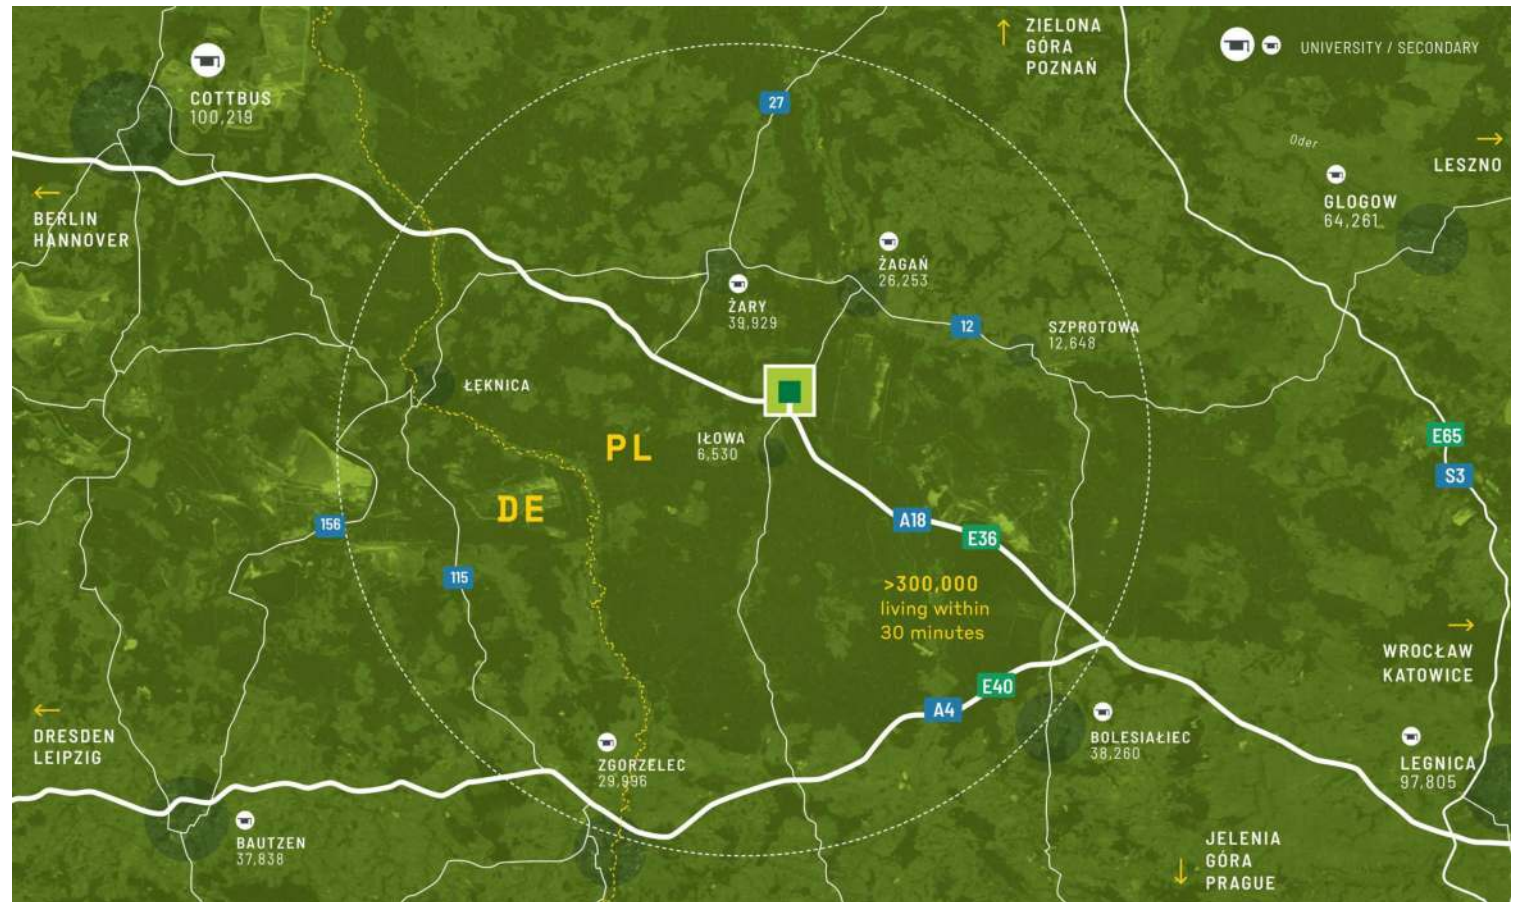 ZIELONA
GÓRA
POZNAŃ
UNIVERSITY / SECONDARY
COTTBUS
100,219
27
Oder
LESZNO
GLOGOW
64,261
BERLIN
HANNOVER
ŻAGAŃ
26,253
ŻARY
39,929
12
SZPROTOWA
12,648
ŁĘKNICA
PL
IŁOWA
6,530
E65
S3
DE
156
A18
E36
115
>300,000
living within
30 minutes
WROCŁAW
KATOWICE
E40
A4
DRESDEN
LEIPZIG
BOLESIAŁIEC
38,260
ZGORZELEC
29,996
LEGNICA
97,805
BAUTZEN
37,838
JELENIA
GÓRA
PRAGUE